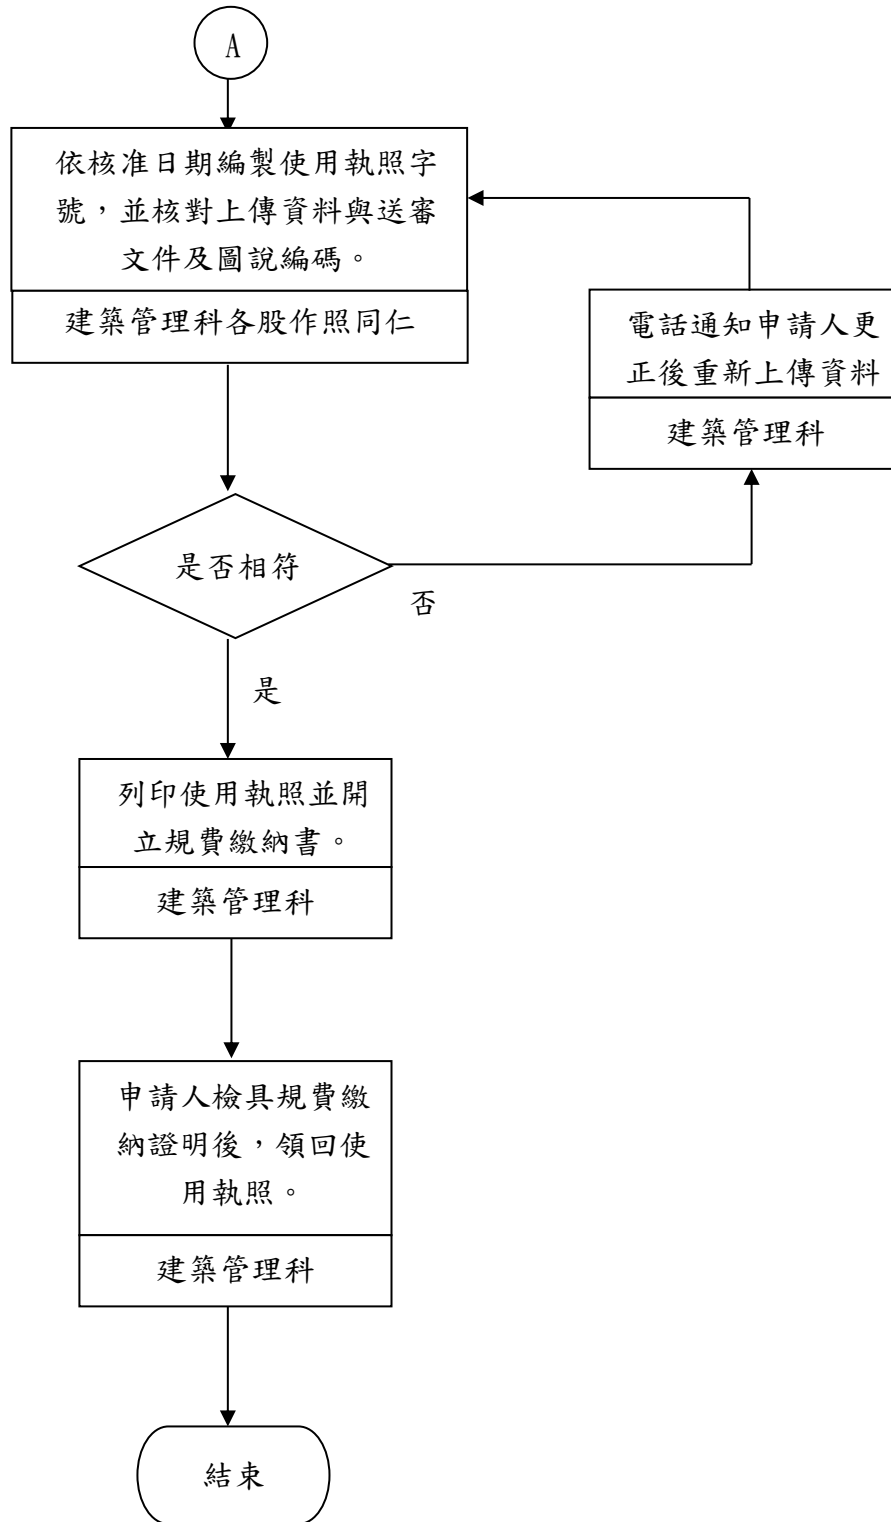 A
依核准日期編製使用執照字
號，並核對上傳資料與送審
文件及圖說編碼。
建築管理科各股作照同仁
電話通知申請人更
正後重新上傳資料
建築管理科
是否相符
否
是
列印使用執照並開
立規費繳納書。
建築管理科
申請人檢具規費繳
納證明後，領回使
用執照。
建築管理科
結束